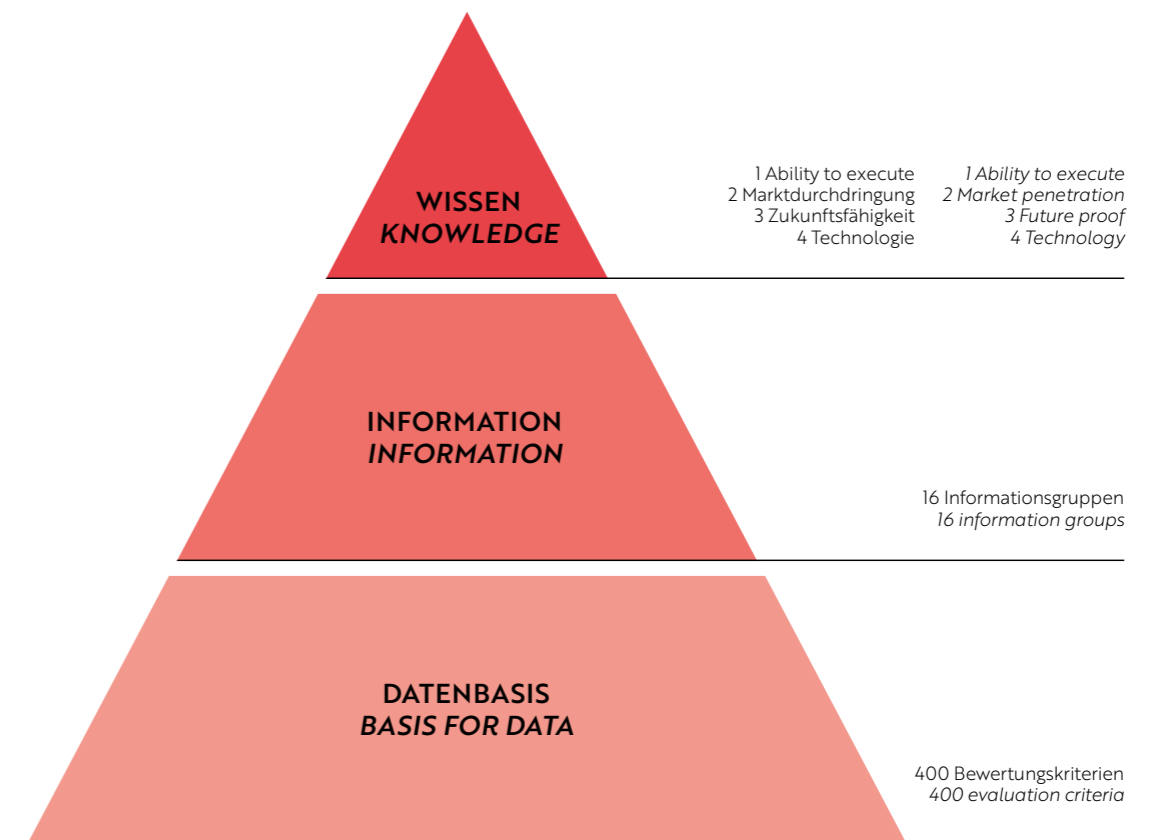 WISSEN
KNOWLEDGE
1 Ability to execute
2 Marktdurchdringung
3 Zukunftsfähigkeit
4 Technologie
1 Ability to execute
2 Market penetration
3 Future proof
4 Technology
INFORMATION
INFORMATION
16 Informationsgruppen
16 information groups
DATENBASIS
BASIS FOR DATA
400 Bewertungskriterien
400 evaluation criteria